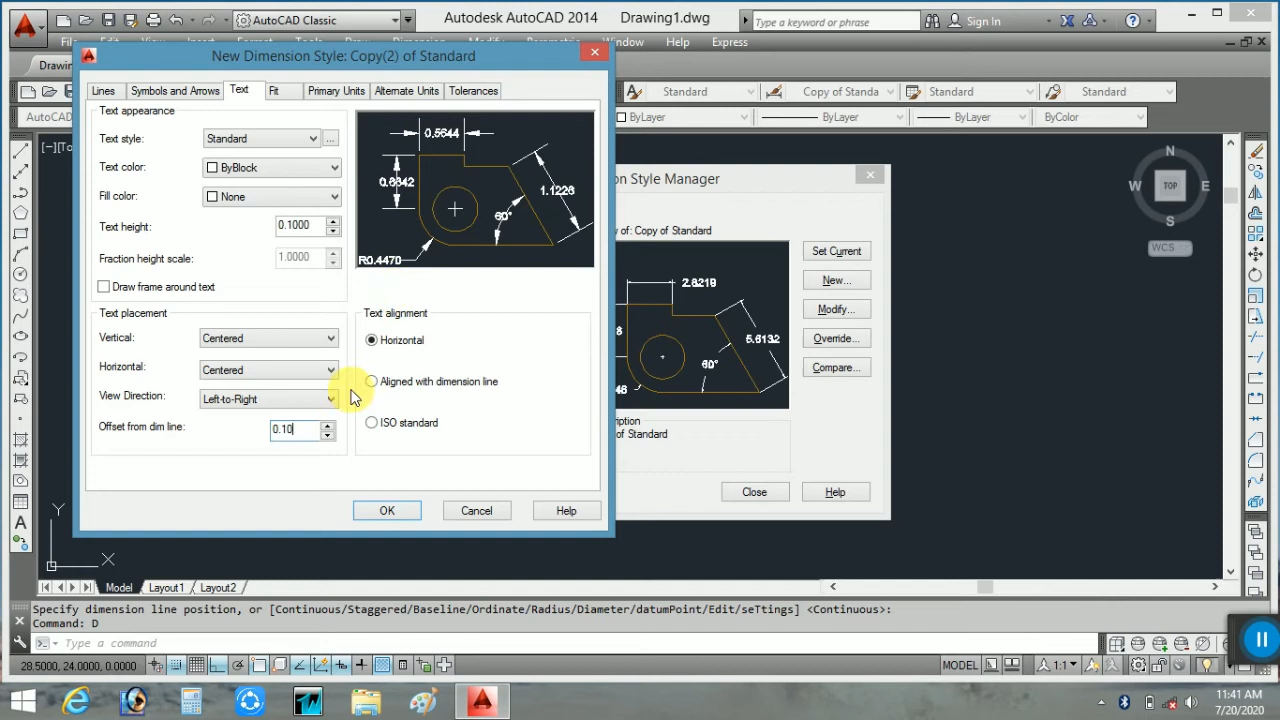 AutoCAD Classic
Autodesk AutoCAD 2014 Drawing1.dwg
Type a keyword or phrase
Sign In
Window Help Express
New Dimension Style: Copy(2) of Standard
Lines
Symbols and Arrows
Text
Fit
Primary Units
Alternate Units
Tolerances
Standard
Copy of Standa
Standard
Standard
ByLayer
ByLayer
ByLayer
ByColor
Text appearance
Text style: Standard ...
Text color: ByBlock
Fill color: None
Text height: 0.1000
Fraction height scale: 1.0000
Draw frame around text
0.5644
1.1226
60°
R0.4470
Text placement
Vertical: Centered
Horizontal: Centered
View Direction: Left-to-Right
Offset from dim line: 0.10
Text alignment
Horizontal
Aligned with dimension line
ISO standard
OK
Cancel
Help
on Style Manager
of: Copy of Standard
2.8219
5.6132
60°
Set Current
New...
Modify...
Override...
Compare...
of Standard
Close
Help
N
W TOP E
S
WCS
Y
X
Model
Layout1
Layout2
Specify dimension line position, or [Continuous/Staggered/Baseline/Ordinate/Radius/Diameter/datumPoint/Edit/seTtings] <Continuous>:
Command: D
Type a command
28.5000, 24.0000, 0.0000
MODEL
1:1
11:41 AM
7/20/2020